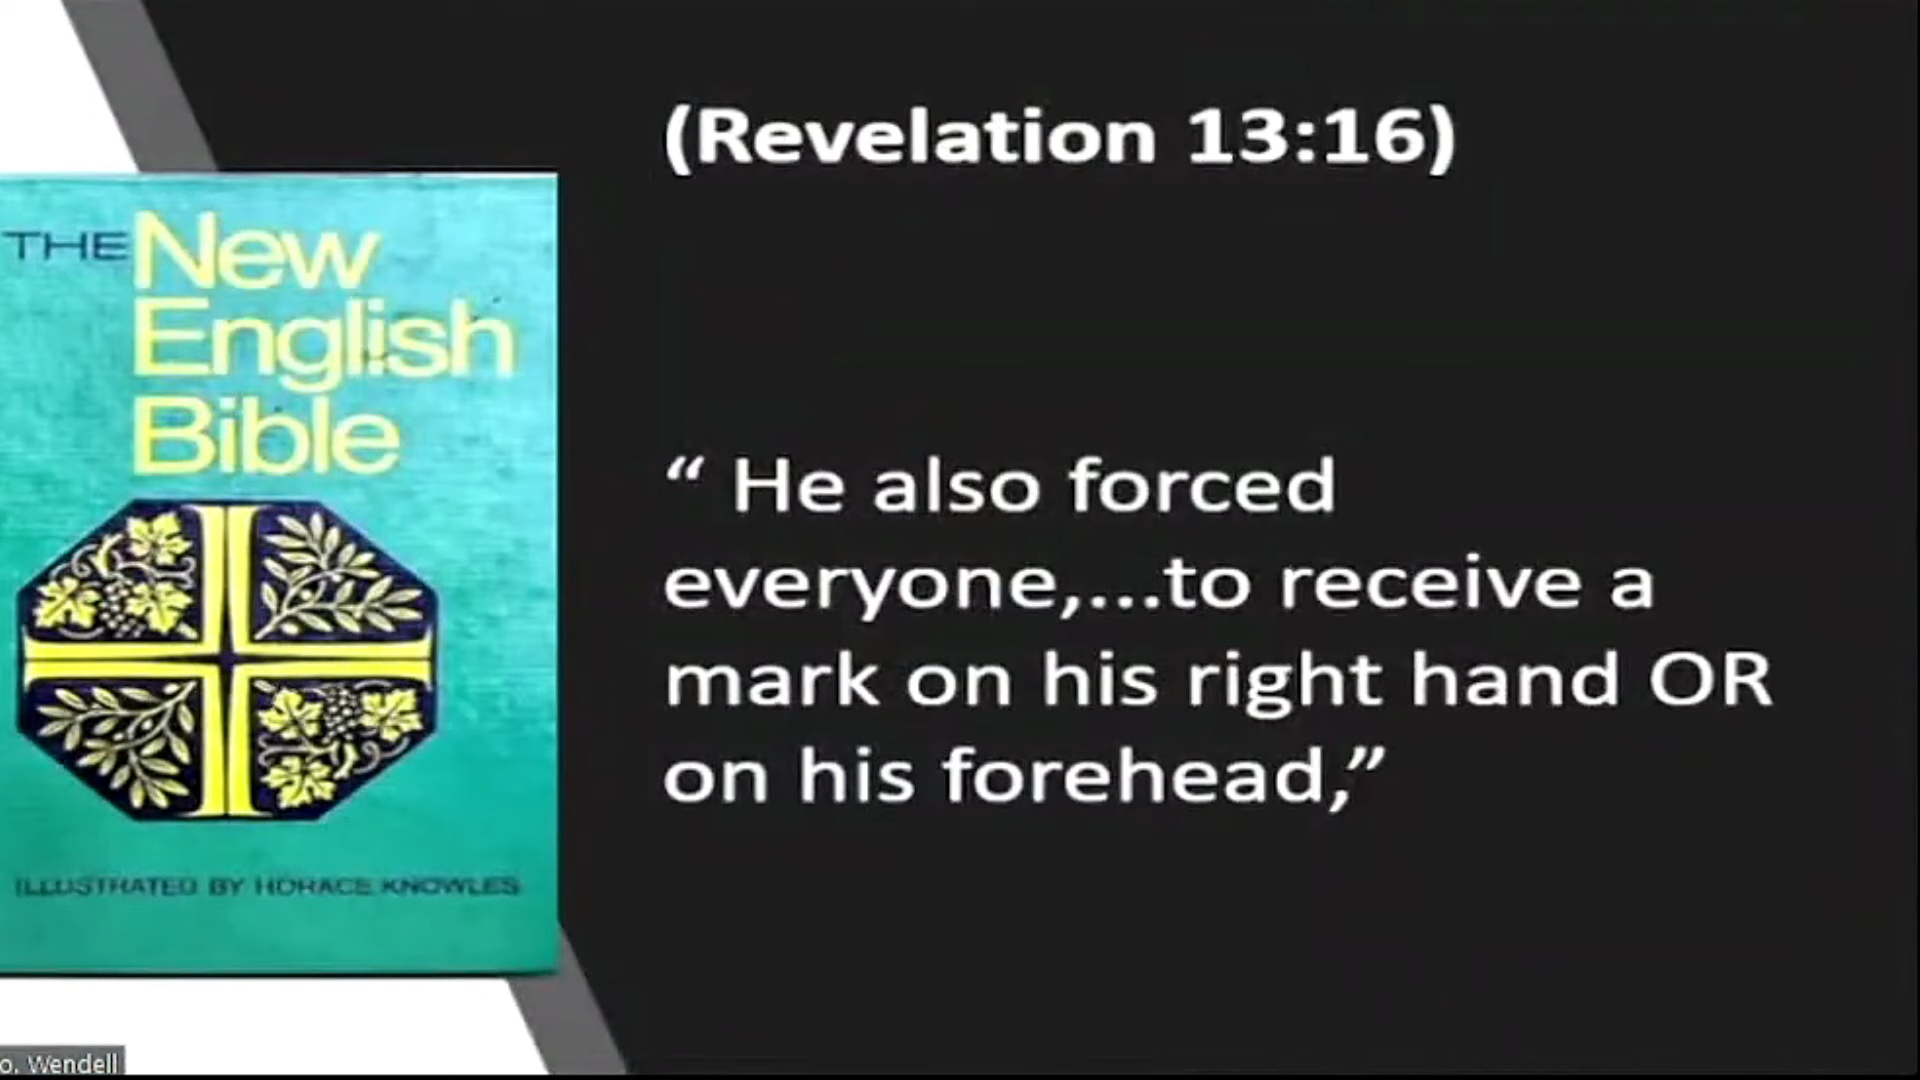 (Revelation 13:16)
THE New
English
Bible
ILLUSTRATED BY HORACE KNOWLES
“ He also forced
everyone,...to receive a
mark on his right hand OR
on his forehead,”
o. Wendell